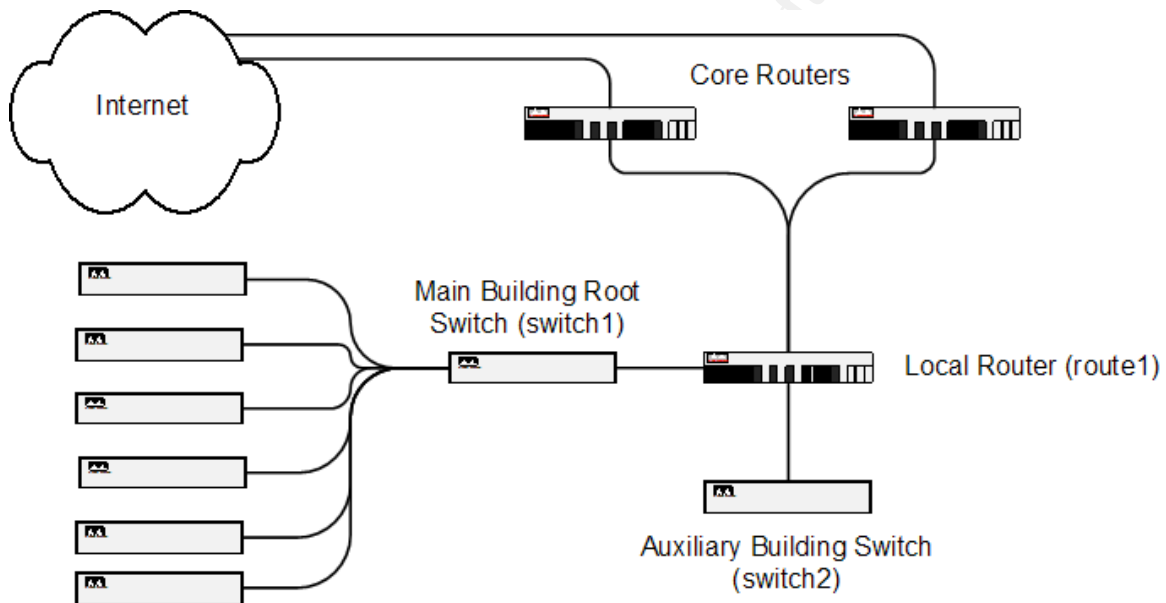 Internet
Core Routers
Main Building Root
Switch (switch1)
Local Router (route1)
Auxiliary Building Switch
(switch2)